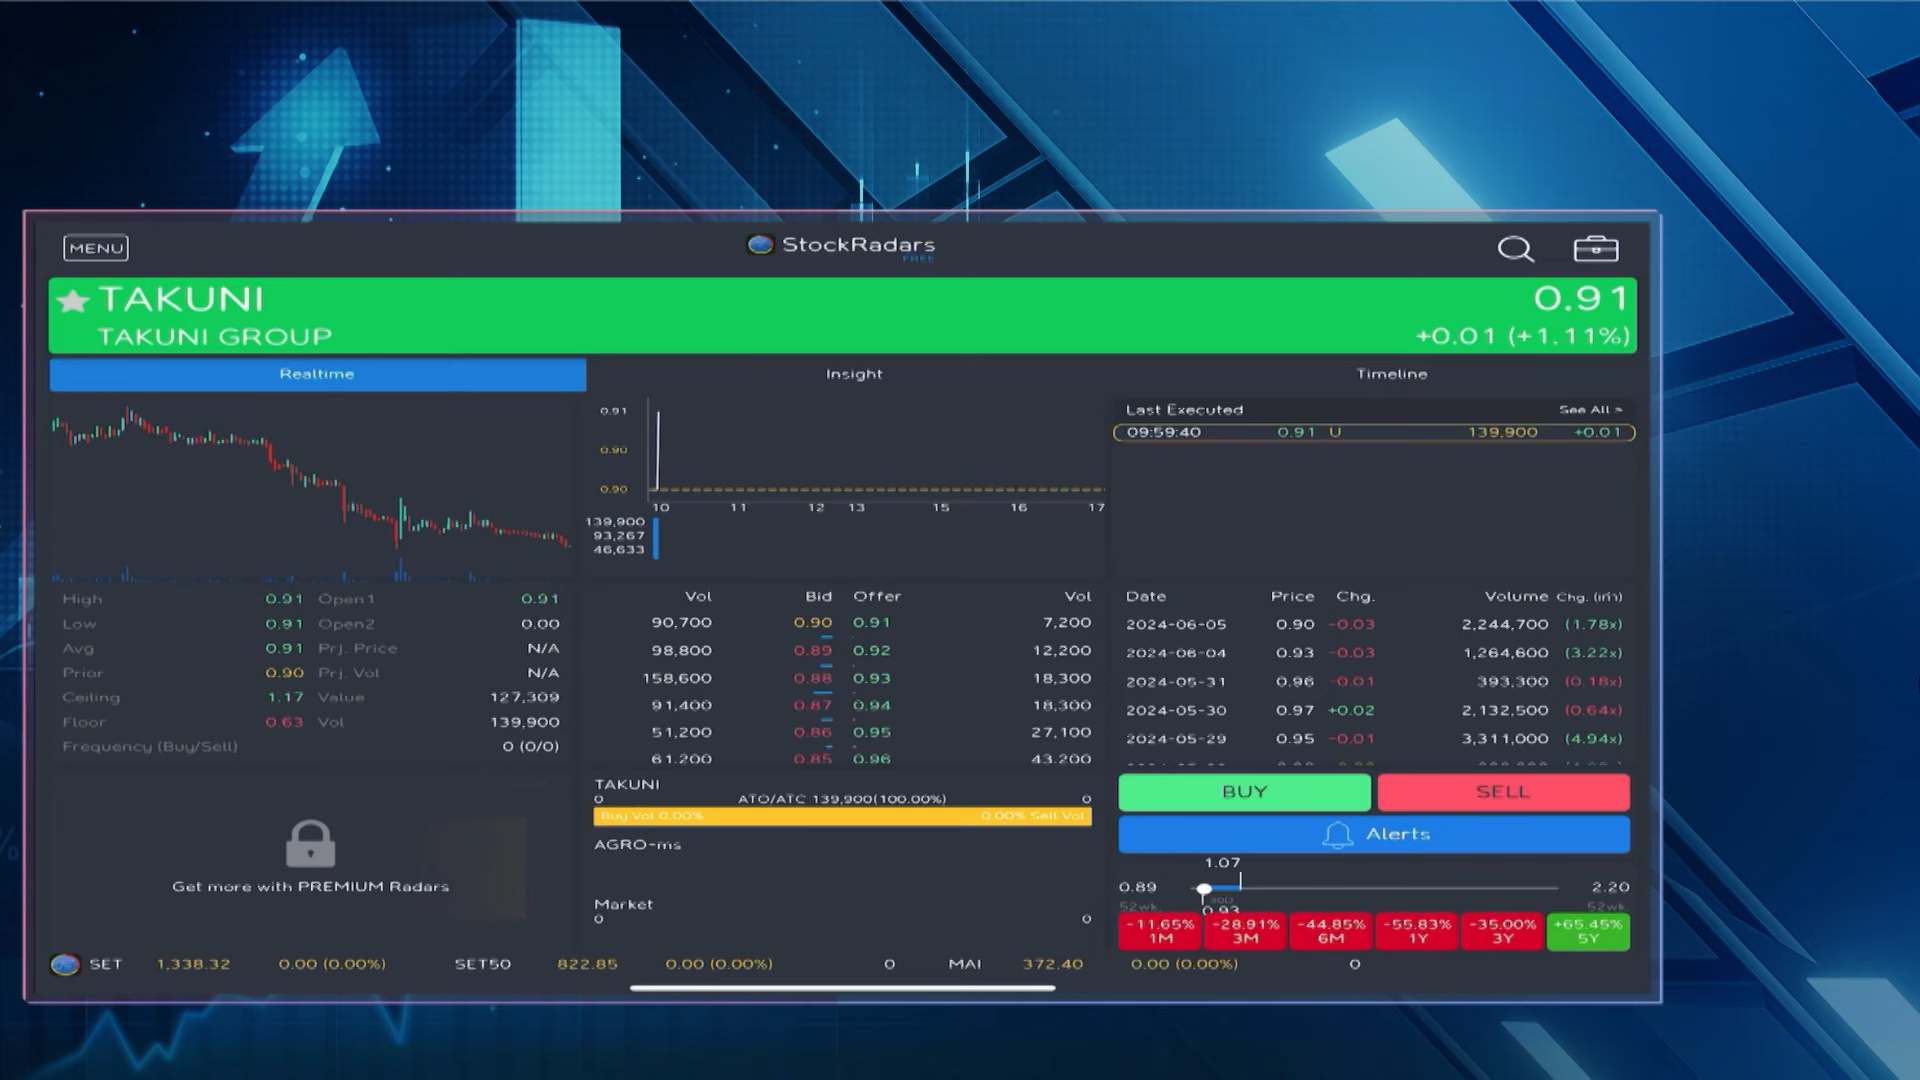 MENU
StockRadars
FREE
TAKUNI
0.91
TAKUNI GROUP
+0.01 (+1.11%)
Realtime
Insight
Timeline
0.91
0.90
0.90
10 11 12 13 15 16 17
139,900
93,267
46,633
Last Executed See All >
09:59:40 0.91 U 139,900 +0.01
High 0.91 Open1 0.91
Low 0.91 Open2 0.00
Avg 0.91 Prj. Price N/A
Prior 0.90 Prj. Vol N/A
Ceiling 1.17 Value 127,309
Floor 0.63 Vol 139,900
Frequency (Buy/Sell) 0 (0/0)
Vol Bid Offer Vol
90,700 0.90 0.91 7,200
98,800 0.89 0.92 12,200
158,600 0.88 0.93 18,300
91,400 0.87 0.94 18,300
51,200 0.86 0.95 27,100
61,200 0.85 0.96 43,200
Date Price Chg. Volume Chg. (เท่า)
2024-06-05 0.90 -0.03 2,244,700 (1.78x)
2024-06-04 0.93 -0.03 1,264,600 (3.22x)
2024-05-31 0.96 -0.01 393,300 (0.18x)
2024-05-30 0.97 +0.02 2,132,500 (0.64x)
2024-05-29 0.95 -0.01 3,311,000 (4.94x)
Get more with PREMIUM Radars
TAKUNI
0 ATO/ATC 139,900(100.00%) 0
Buy Vol 0.00% 0.00% Sell Vol
AGRO-ms
Market
0 0
BUY SELL
Alerts
1.07
0.89 2.20
52wk. 30D 52wk.
0.93
-11.65% -28.91% -44.85% -55.83% -35.00% +65.45%
1M 3M 6M 1Y 3Y 5Y
SET 1,338.32 0.00 (0.00%) SET50 822.85 0.00 (0.00%) 0 MAI 372.40 0.00 (0.00%) 0